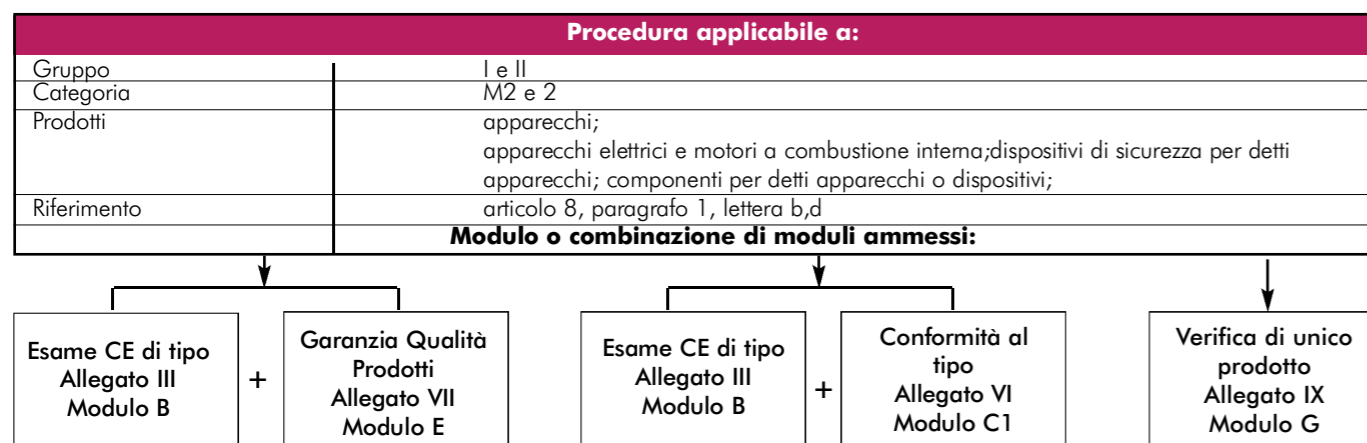 Procedura applicabile a:
Gruppo I e II
Categoria M2 e 2
Prodotti apparecchi;
apparecchi elettrici e motori a combustione interna;dispositivi di sicurezza per detti
apparecchi; componenti per detti apparecchi o dispositivi;
Riferimento articolo 8, paragrafo 1, lettera b,d
Modulo o combinazione di moduli ammessi:
Esame CE di tipo
Allegato III
Modulo B
+
Garanzia Qualità
Prodotti
Allegato VII
Modulo E
Esame CE di tipo
Allegato III
Modulo B
+
Conformità al
tipo
Allegato VI
Modulo C1
Verifica di unico
prodotto
Allegato IX
Modulo G